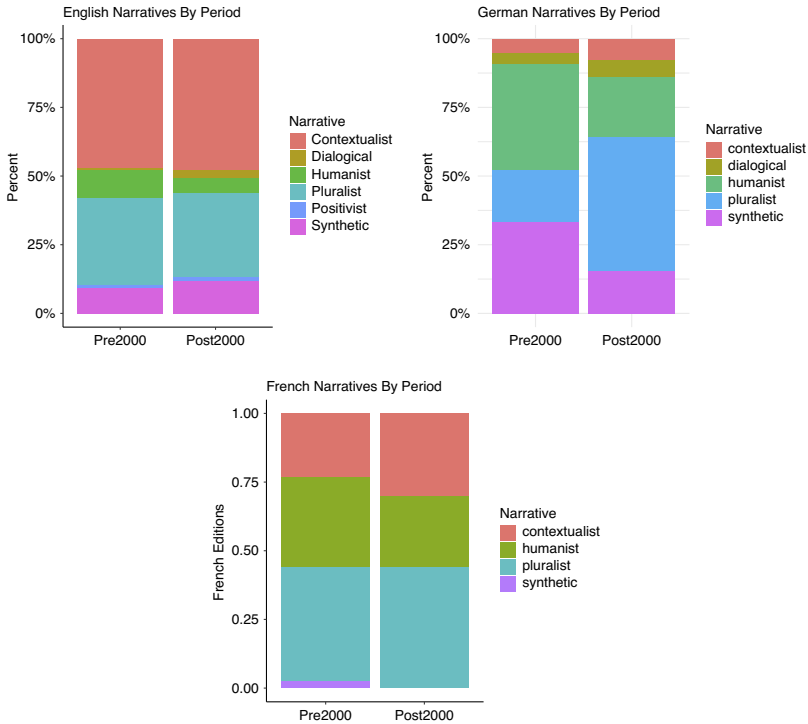 English Narratives By Period
Percent
100%
75%
50%
25%
0%
Pre2000 Post2000
Narrative
Contextualist
Dialogical
Humanist
Pluralist
Positivist
Synthetic
German Narratives By Period
Percent
100%
75%
50%
25%
0%
Pre2000 Post2000
Narrative
contextualist
dialogical
humanist
pluralist
synthetic
French Narratives By Period
French Editions
1.00
0.75
0.50
0.25
0.00
Pre2000 Post2000
Narrative
contextualist
humanist
pluralist
synthetic